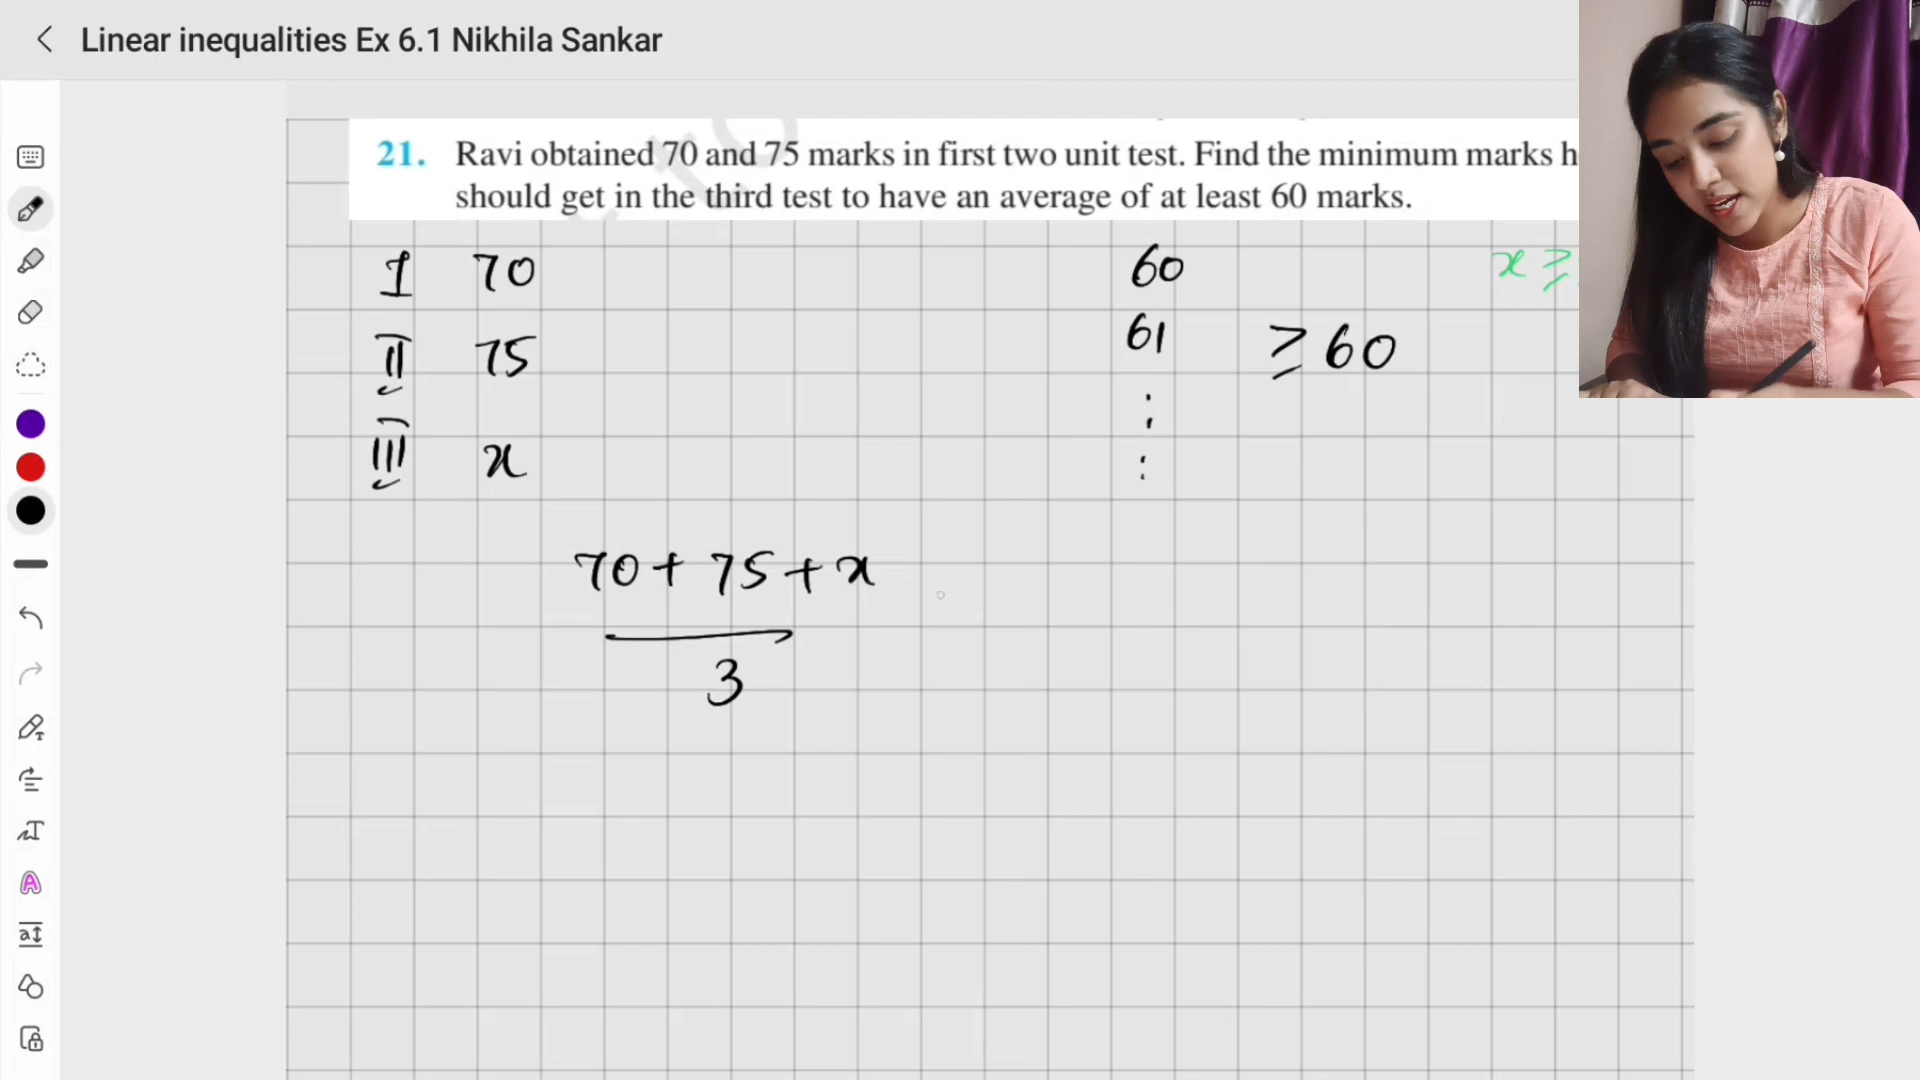 Linear inequalities Ex 6.1 Nikhila Sankar
21. Ravi obtained 70 and 75 marks in first two unit test. Find the minimum marks h
should get in the third test to have an average of at least 60 marks.
I 70
II 75
III x
60
61
:
:
≥ 60
x ≥
70 + 75 + x
3